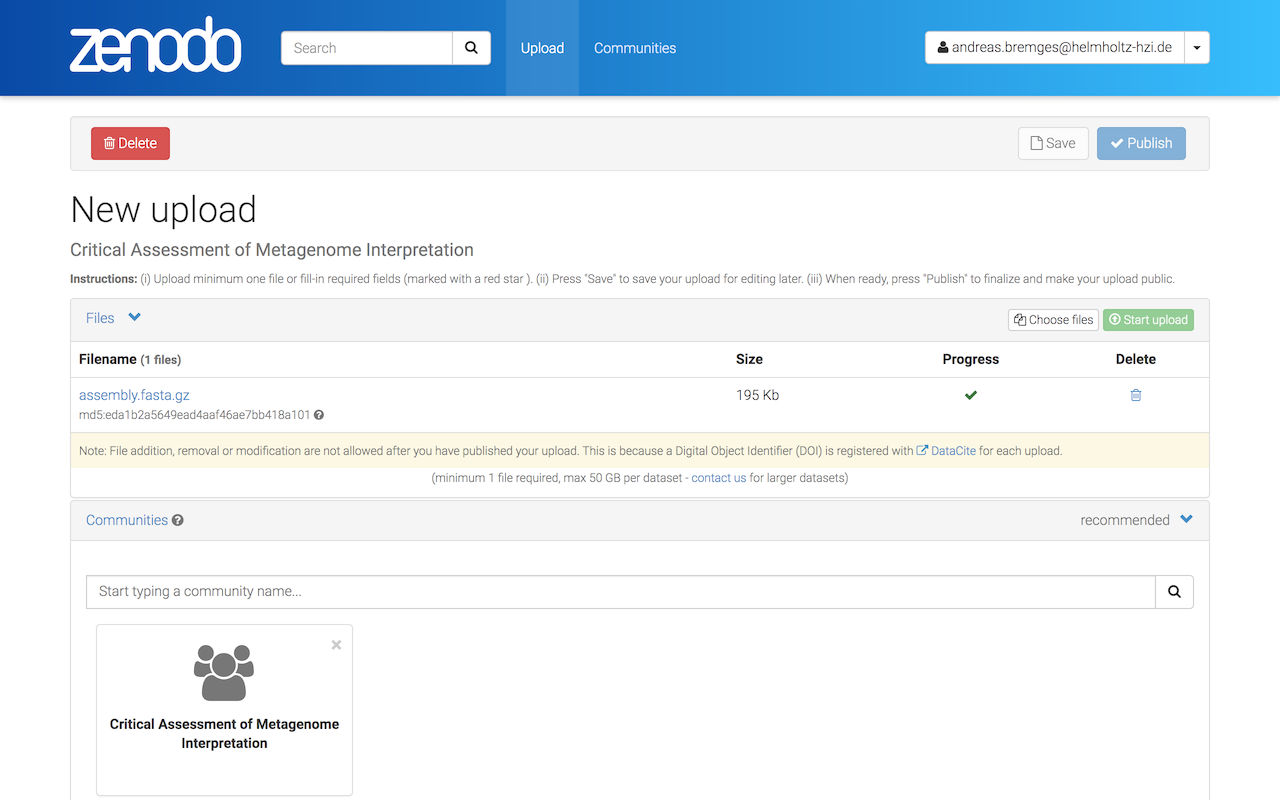 zenodo
Search
Upload
Communities
andreas.bremges@helmholtz-hzi.de
Delete
Save
Publish
New upload
Critical Assessment of Metagenome Interpretation
Instructions: (i) Upload minimum one file or fill-in required fields (marked with a red star ). (ii) Press "Save" to save your upload for editing later. (iii) When ready, press "Publish" to finalize and make your upload public.
Files
Choose files
Start upload
Filename (1 files) Size Progress Delete
assembly.fasta.gz 195 Kb
md5:eda1b2a5649ead4aaf46ae7bb418a101
Note: File addition, removal or modification are not allowed after you have published your upload. This is because a Digital Object Identifier (DOI) is registered with DataCite for each upload.
(minimum 1 file required, max 50 GB per dataset - contact us for larger datasets)
Communities
recommended
Start typing a community name...
Critical Assessment of Metagenome
Interpretation